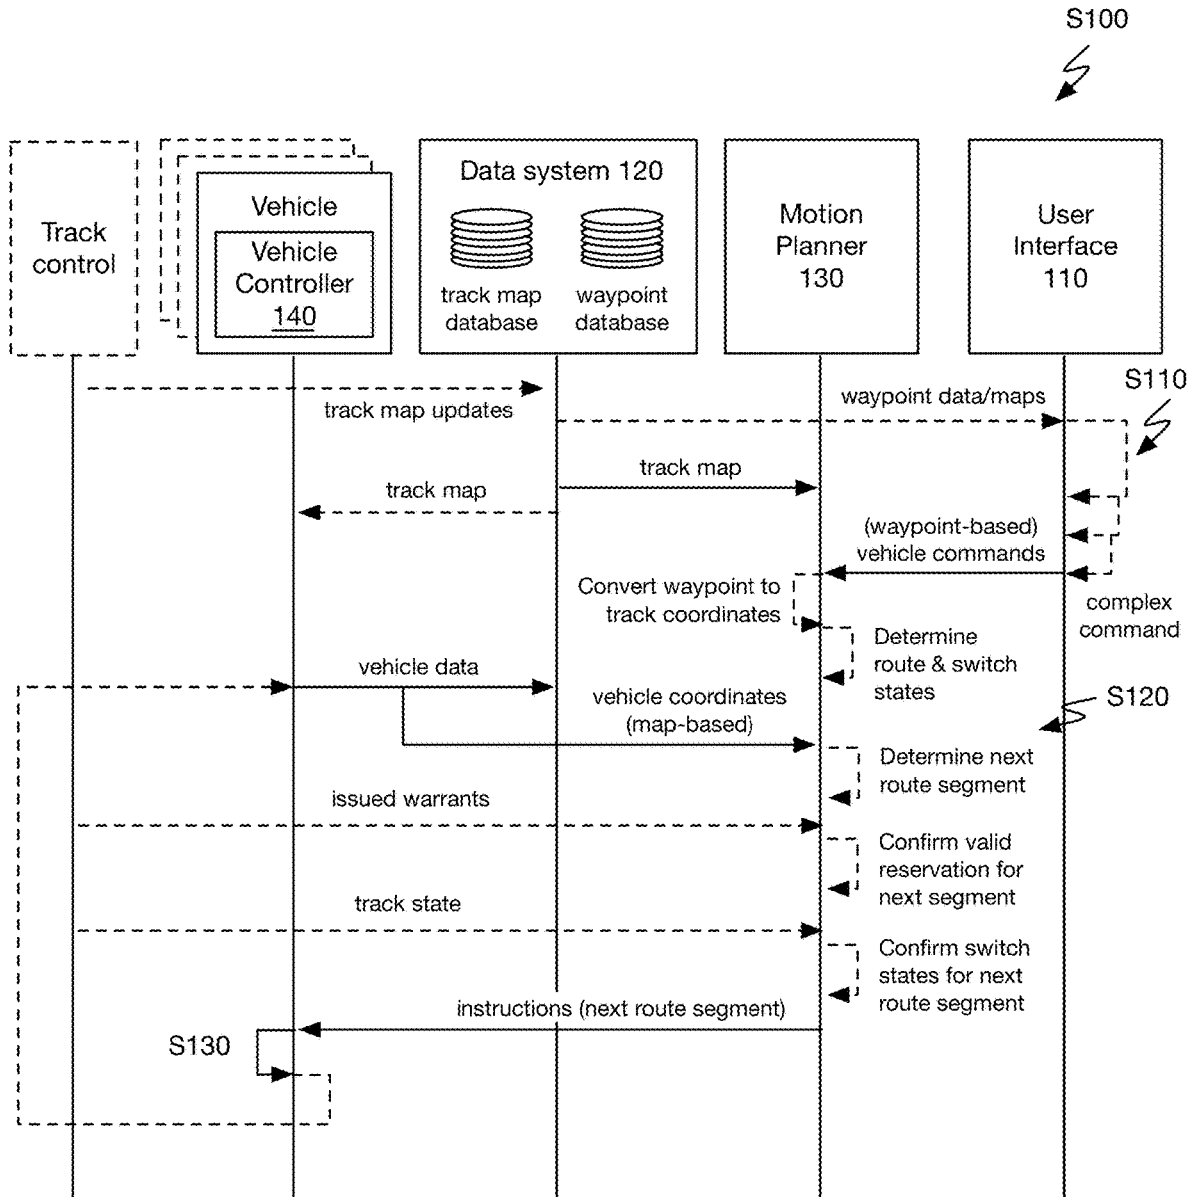 S100
Track
control
Vehicle
Vehicle
Controller
140
Data system 120
track map
database
waypoint
database
Motion
Planner
130
User
Interface
110
track map updates
waypoint data/maps
S110
track map
track map
(waypoint-based)
vehicle commands
Convert waypoint to
track coordinates
complex
command
Determine
route & switch
states
vehicle data
vehicle coordinates
(map-based)
S120
Determine next
route segment
issued warrants
Confirm valid
reservation for
next segment
track state
Confirm switch
states for next
route segment
instructions (next route segment)
S130